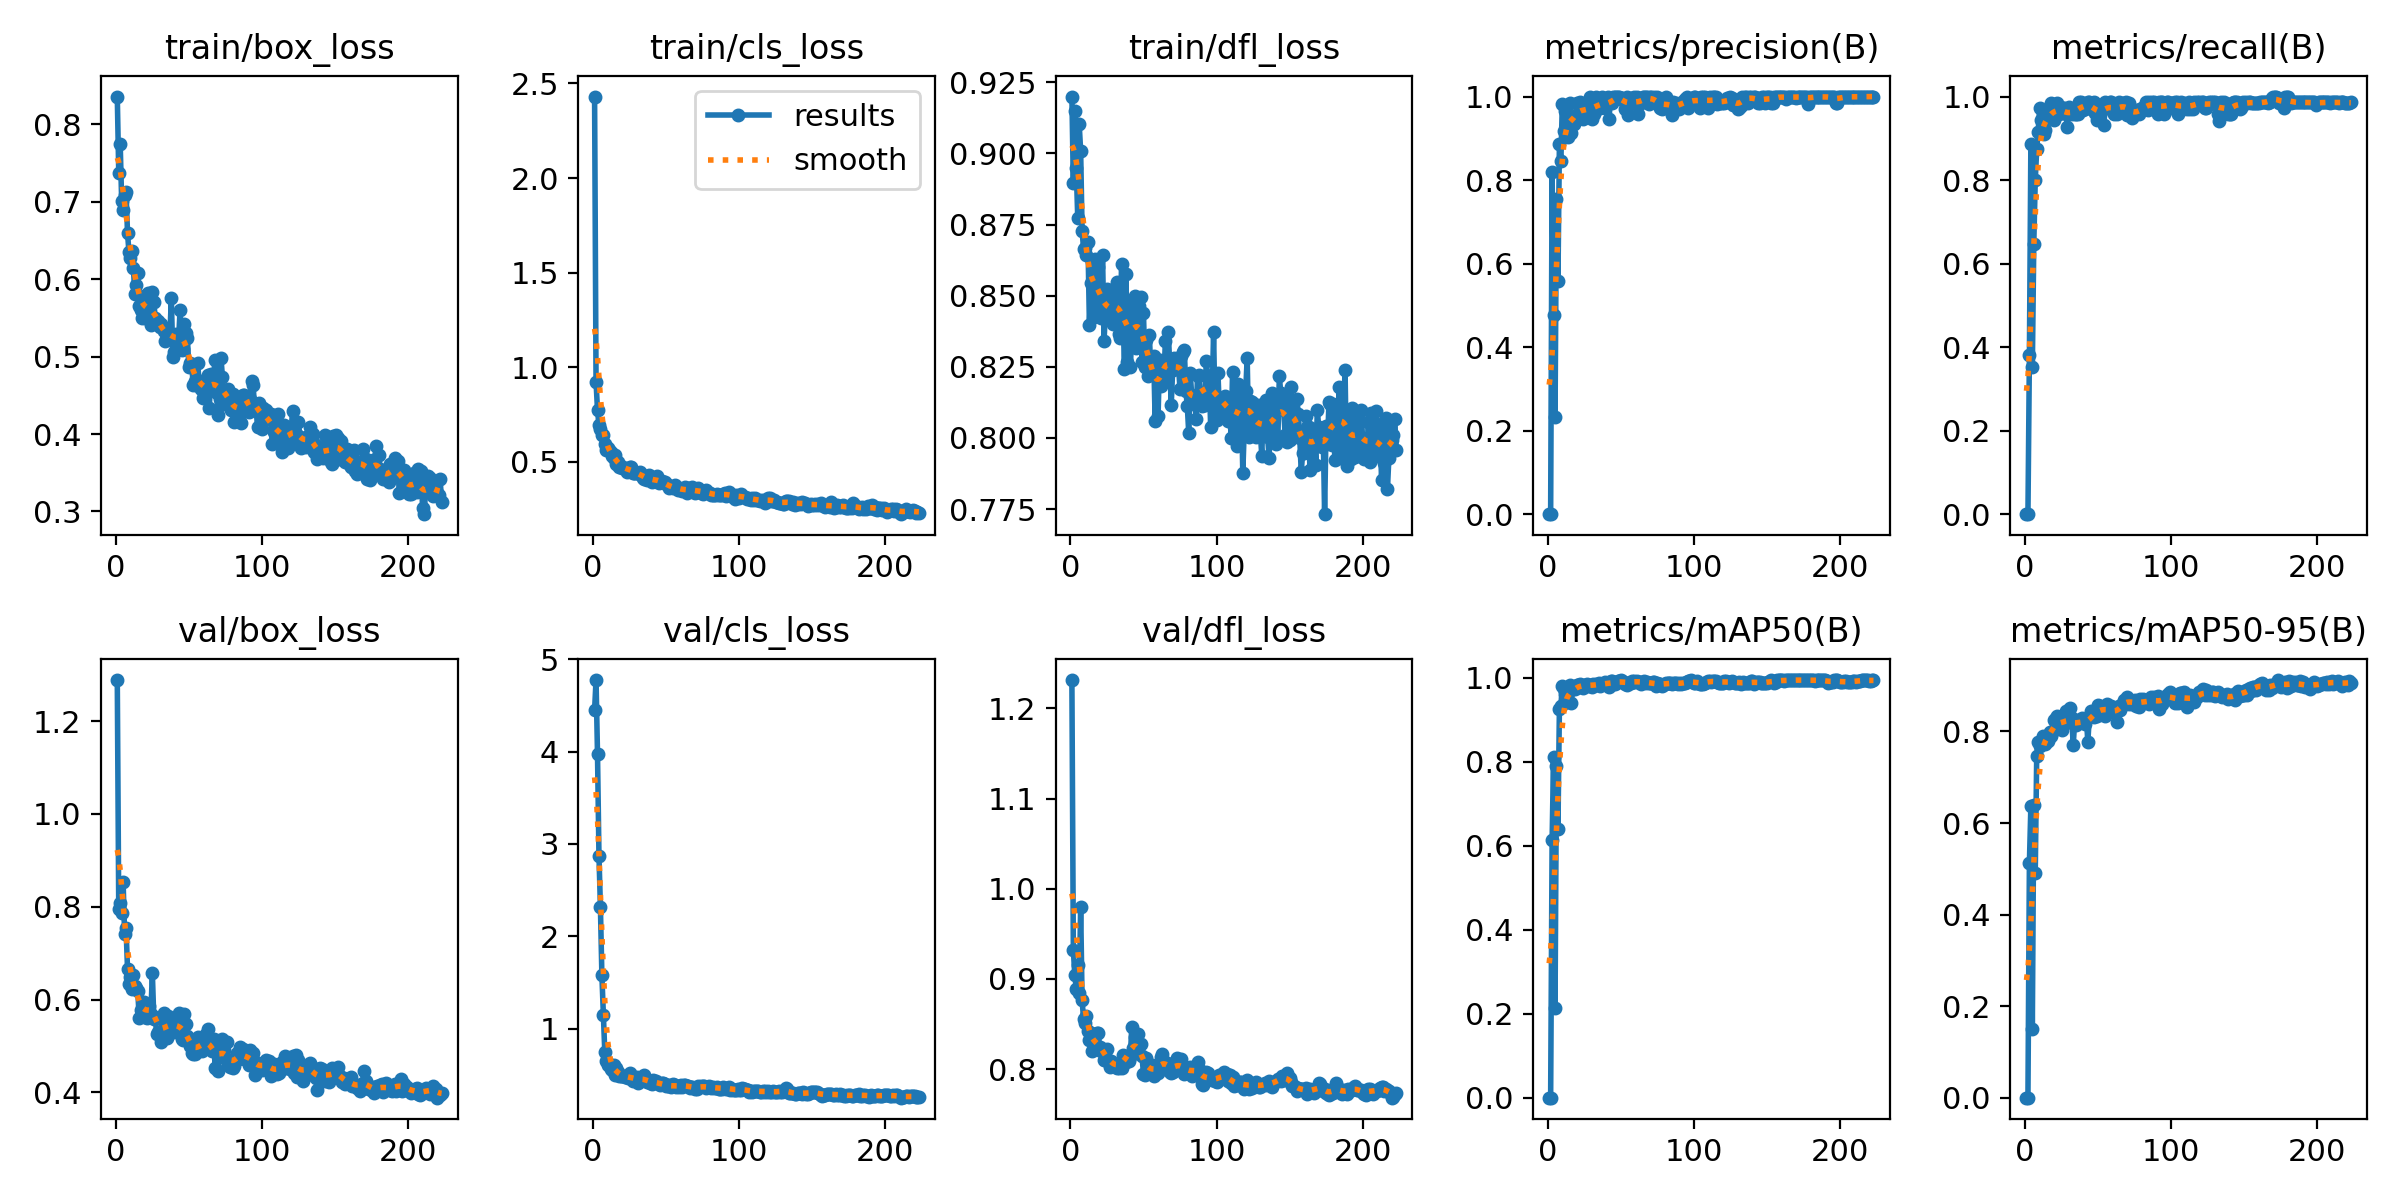 train/box_loss
0.8
0.7
0.6
0.5
0.4
0.3
0 100 200
train/cls_loss
2.5
2.0
1.5
1.0
0.5
results
smooth
0 100 200
train/dfl_loss
0.925
0.900
0.875
0.850
0.825
0.800
0.775
0 100 200
metrics/precision(B)
1.0
0.8
0.6
0.4
0.2
0.0
0 100 200
metrics/recall(B)
1.0
0.8
0.6
0.4
0.2
0.0
0 100 200
val/box_loss
1.2
1.0
0.8
0.6
0.4
0 100 200
val/cls_loss
5
4
3
2
1
0 100 200
val/dfl_loss
1.2
1.1
1.0
0.9
0.8
0 100 200
metrics/mAP50(B)
1.0
0.8
0.6
0.4
0.2
0.0
0 100 200
metrics/mAP50-95(B)
0.8
0.6
0.4
0.2
0.0
0 100 200